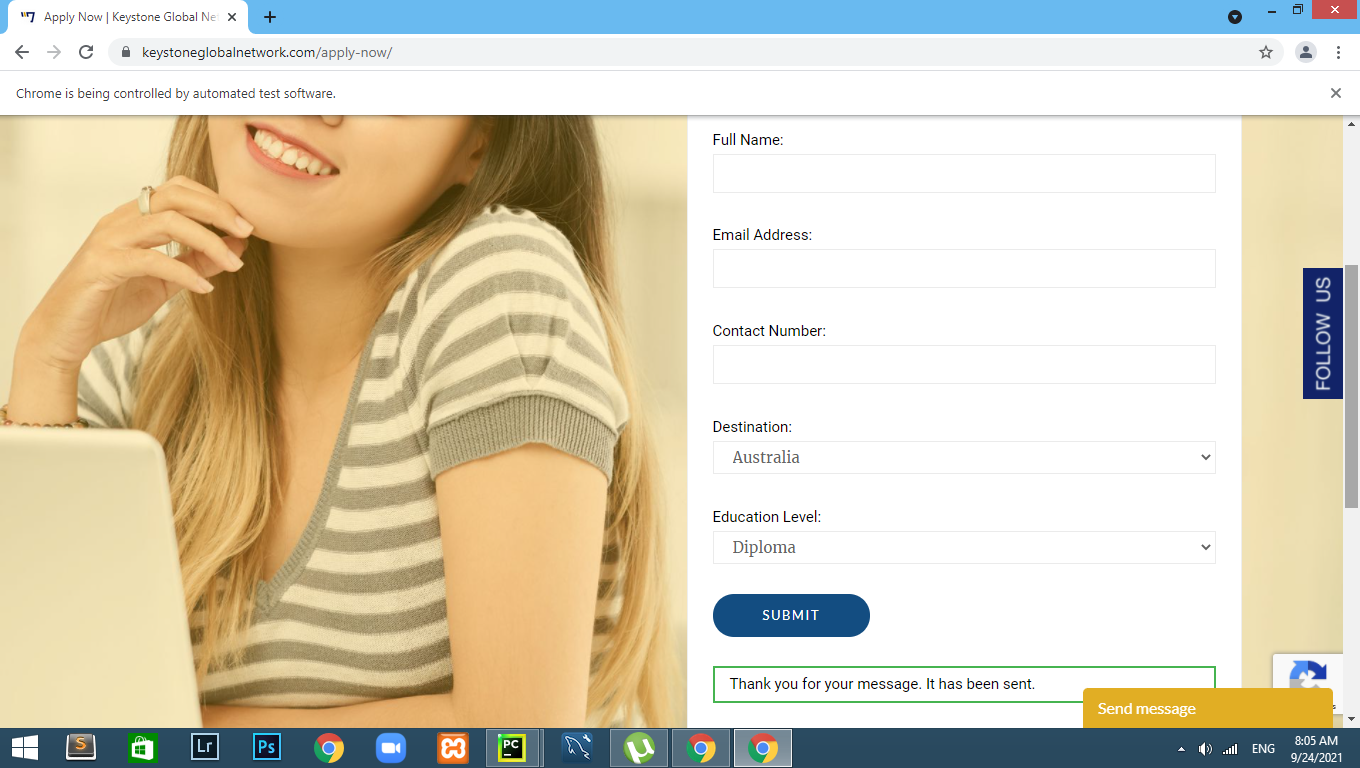 Apply Now | Keystone Global Net
keystoneglobalnetwork.com/apply-now/
Chrome is being controlled by automated test software.
Full Name:
Email Address:
Contact Number:
Destination:
Australia
Education Level:
Diploma
SUBMIT
Thank you for your message. It has been sent.
FOLLOW US
Send message
S
Lr
Ps
PC
ENG
8:05 AM
9/24/2021